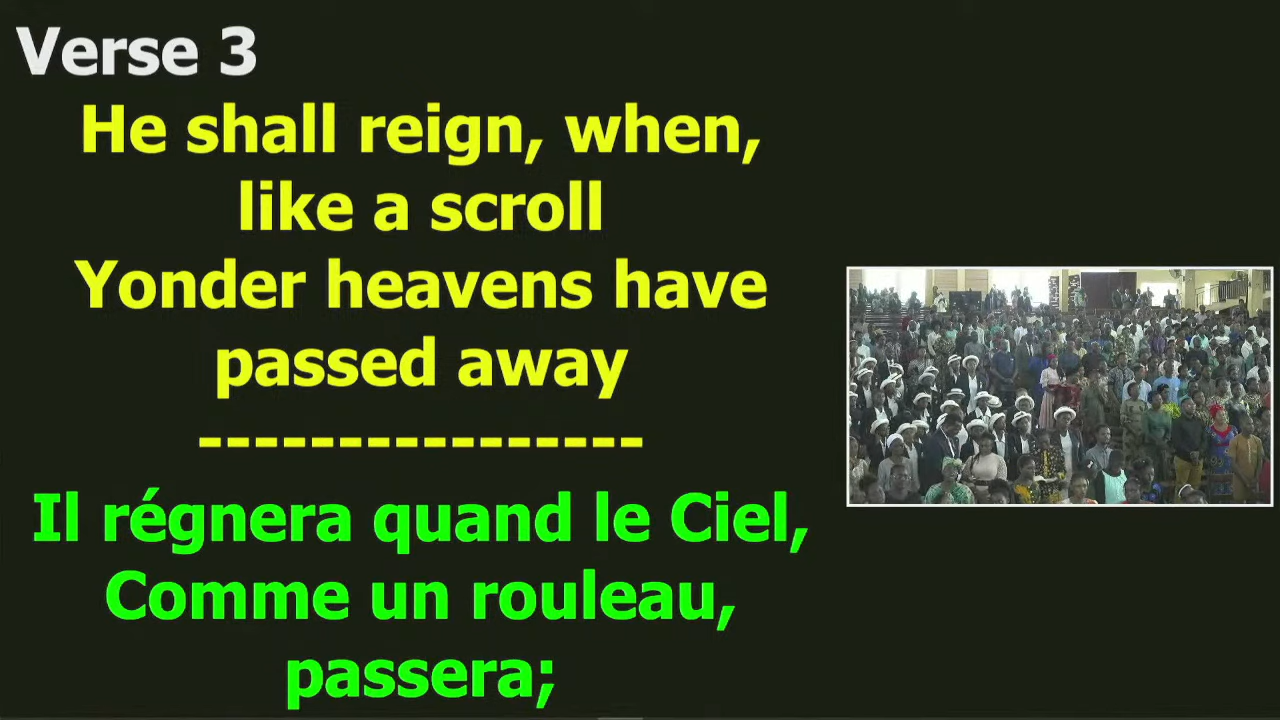 Verse 3
He shall reign, when,
like a scroll
Yonder heavens have
passed away
----------------
Il régnera quand le Ciel,
Comme un rouleau,
passera;